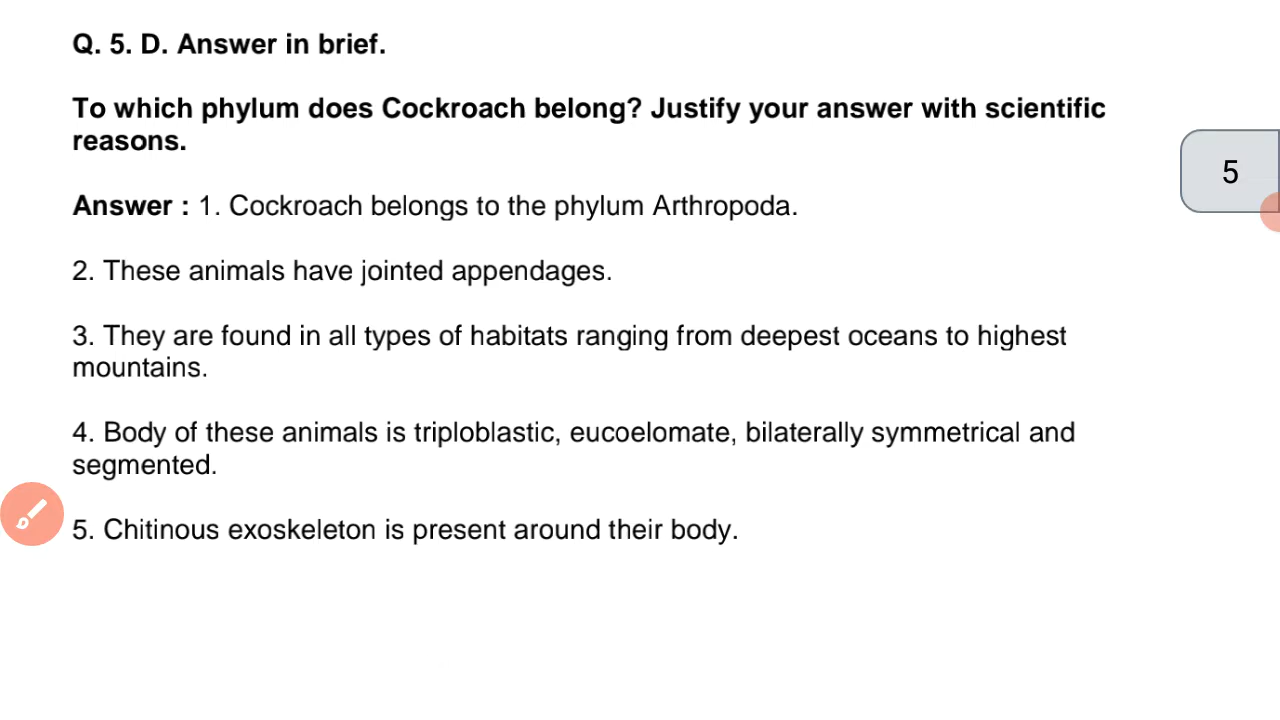 Q. 5. D. Answer in brief.
To which phylum does Cockroach belong? Justify your answer with scientific
reasons.
5
Answer : 1. Cockroach belongs to the phylum Arthropoda.
2. These animals have jointed appendages.
3. They are found in all types of habitats ranging from deepest oceans to highest
mountains.
4. Body of these animals is triploblastic, eucoelomate, bilaterally symmetrical and
segmented.
5. Chitinous exoskeleton is present around their body.